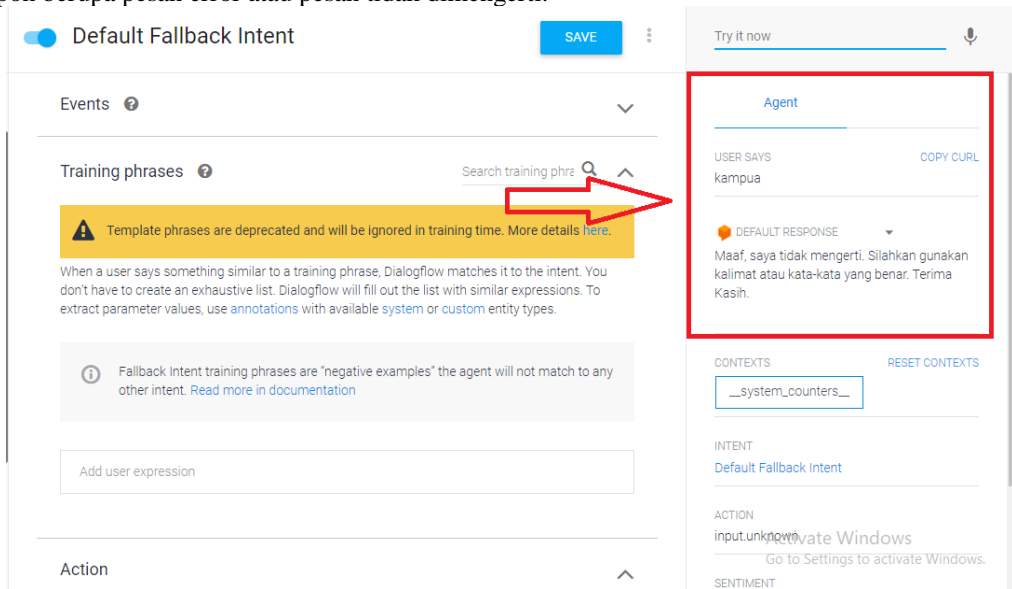 berupa pesan error atau pesan tidak dimengerti.
Default Fallback Intent
SAVE
Events
Training phrases
Search training phra
Template phrases are deprecated and will be ignored in training time. More details here.
When a user says something similar to a training phrase, Dialogflow matches it to the intent. You
don't have to create an exhaustive list. Dialogflow will fill out the list with similar expressions. To
extract parameter values, use annotations with available system or custom entity types.
Fallback Intent training phrases are "negative examples" the agent will not match to any
other intent. Read more in documentation
Add user expression
Action
Try it now
Agent
USER SAYS
COPY CURL
kampua
DEFAULT RESPONSE
Maaf, saya tidak mengerti. Silahkan gunakan
kalimat atau kata-kata yang benar. Terima
Kasih.
CONTEXTS
RESET CONTEXTS
__system_counters__
INTENT
Default Fallback Intent
ACTION
input.unknown
Activate Windows
Go to Settings to activate Windows.
SENTIMENT